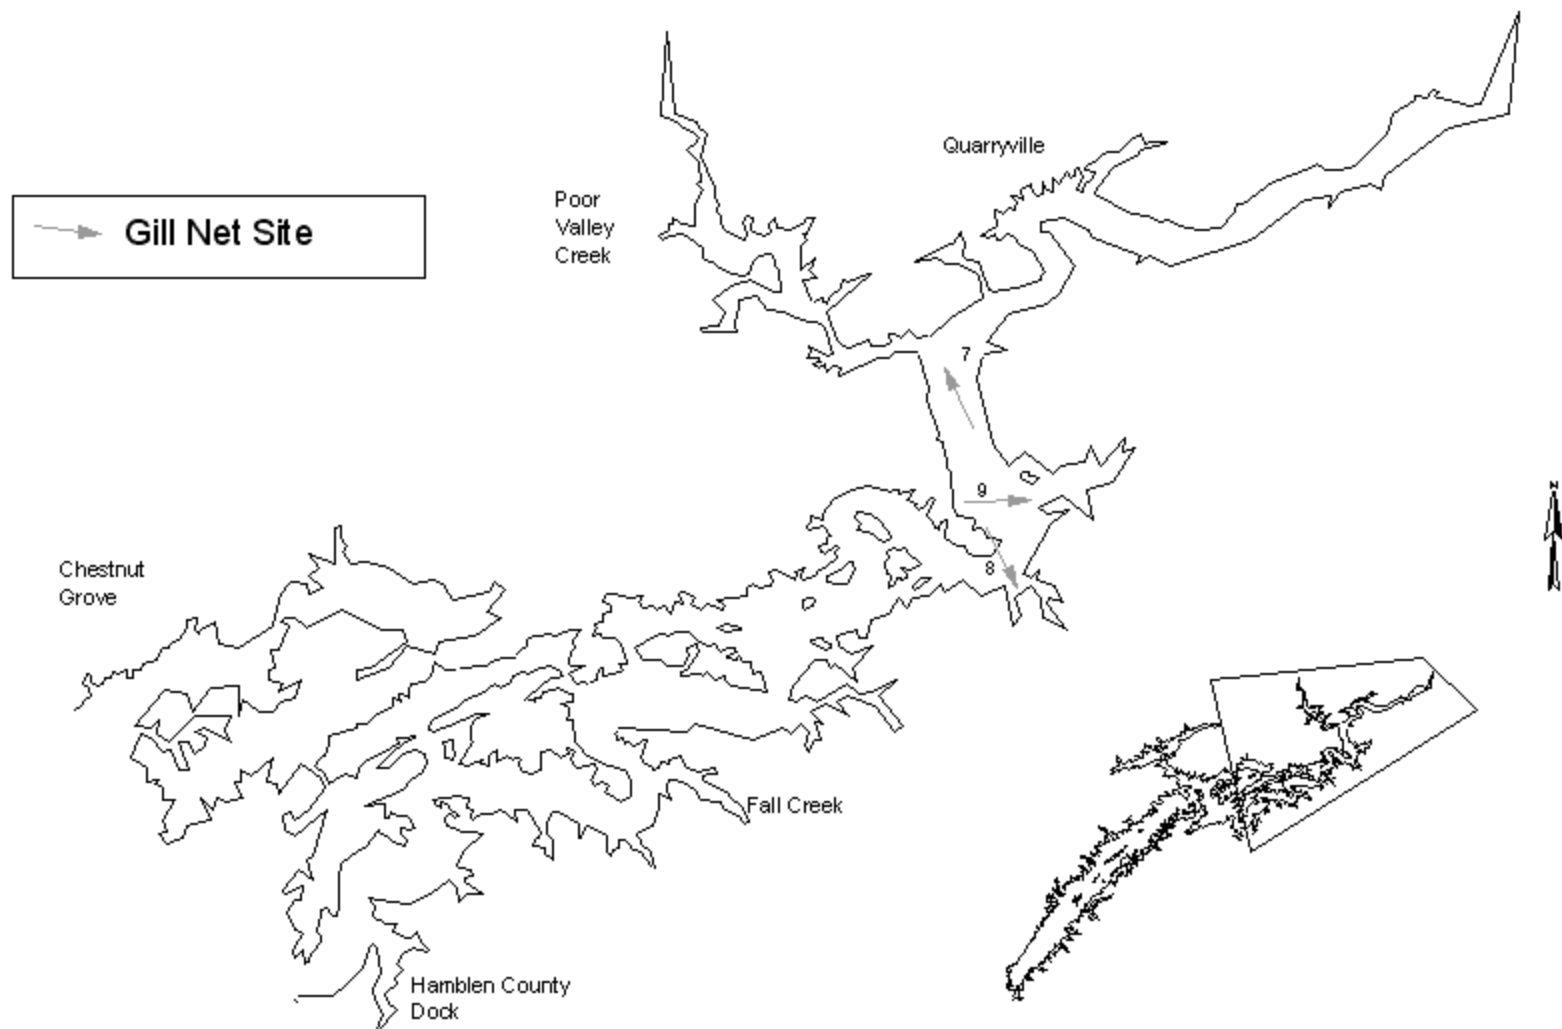 Quarryville
Poor
Valley
Creek
Gill Net Site
7
9
8
N
Chestnut
Grove
Fall Creek
Hamblen County
Dock